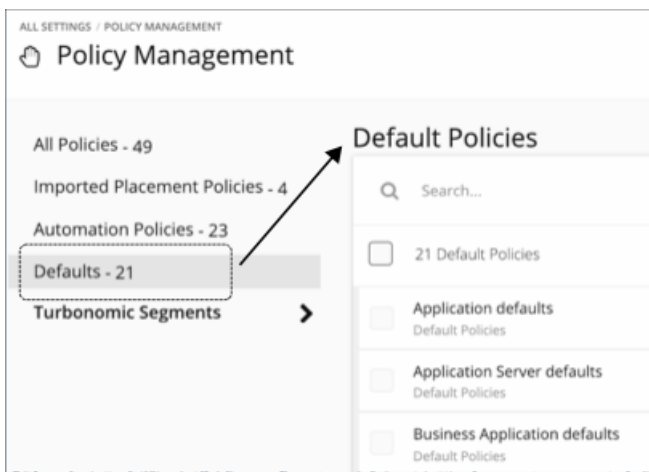 ALL SETTINGS / POLICY MANAGEMENT
Policy Management
All Policies - 49
Imported Placement Policies - 4
Automation Policies - 23
Defaults - 21
Turbonomic Segments
Default Policies
Search...
21 Default Policies
Application defaults
Default Policies
Application Server defaults
Default Policies
Business Application defaults
Default Policies